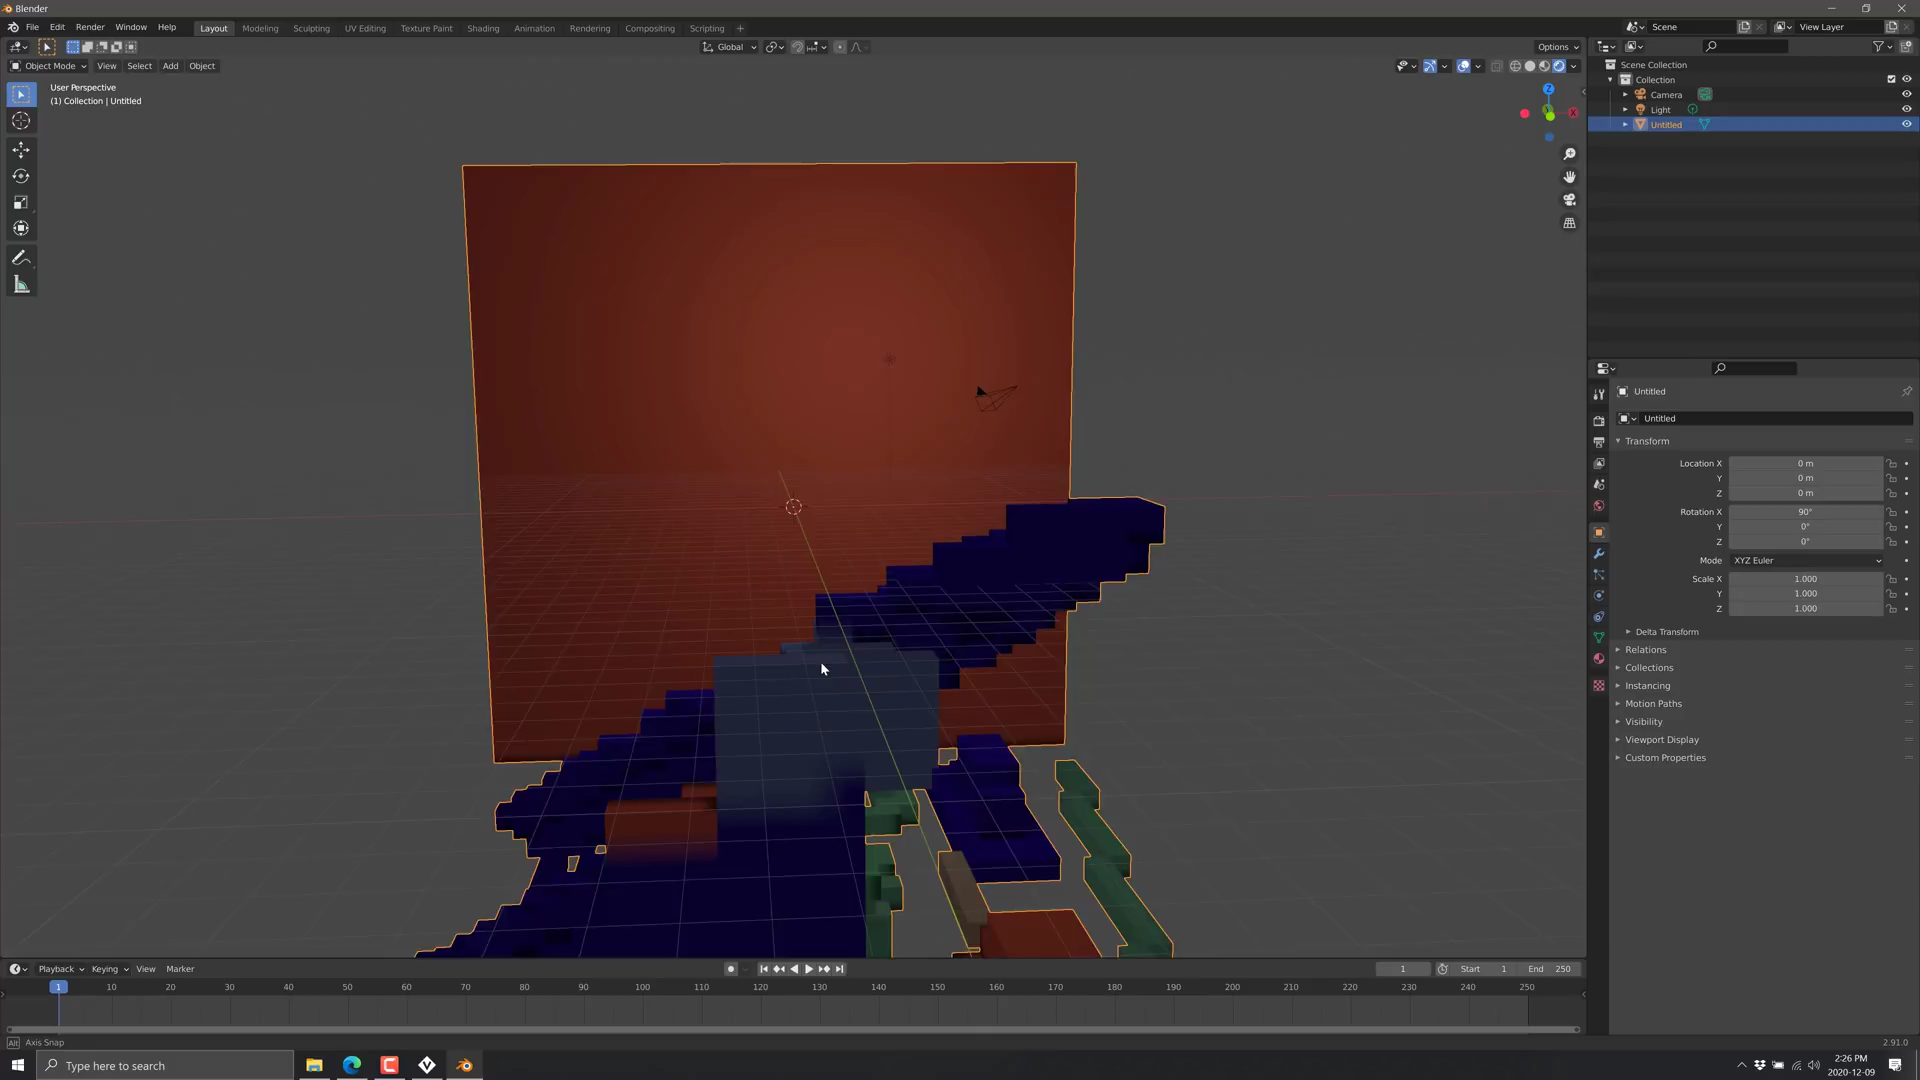 Blender
File Edit Render Window Help Layout Modeling Sculpting UV Editing Texture Paint Shading Animation Rendering Compositing Scripting + Scene View Layer
Global Options
Object Mode View Select Add Object
User Perspective
(1) Collection | Untitled
Z
X
Scene Collection
Collection
Camera
Light
Untitled
Untitled
Untitled
Transform
Location X 0 m
Y 0 m
Z 0 m
Rotation X 90°
Y 0°
Z 0°
Mode XYZ Euler
Scale X 1.000
Y 1.000
Z 1.000
Delta Transform
Relations
Collections
Instancing
Motion Paths
Visibility
Viewport Display
Custom Properties
Playback Keying View Marker 1 Start 1 End 250
1 10 20 30 40 50 60 70 80 90 100 110 120 130 140 150 160 170 180 190 200 210 220 230 240 250
Alt Axis Snap 2.91.0
Type here to search
2:26 PM
2020-12-09